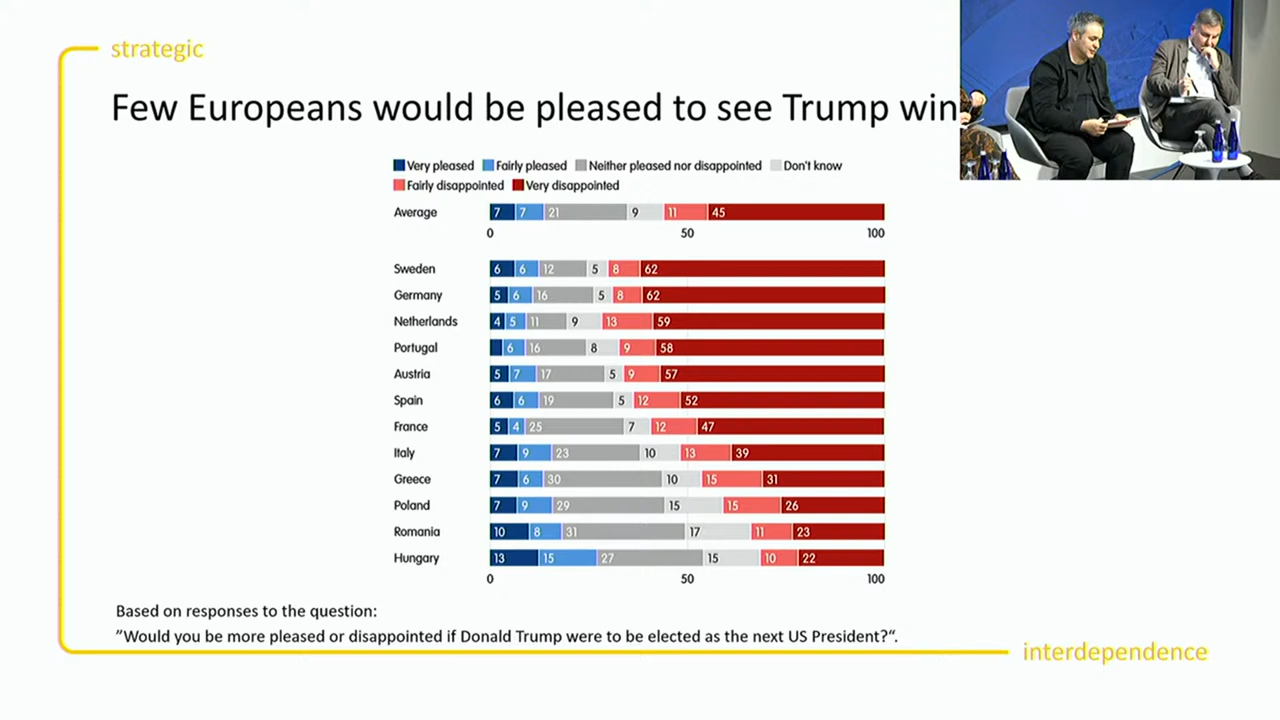 strategic
Few Europeans would be pleased to see Trump win
Very pleased Fairly pleased Neither pleased nor disappointed Don't know
Fairly disappointed Very disappointed
Average 7 7 21 9 11 45
0 50 100
Sweden 6 6 12 5 8 62
Germany 5 6 16 5 8 62
Netherlands 4 5 11 9 13 59
Portugal 6 16 8 9 58
Austria 5 7 17 5 9 57
Spain 6 6 19 5 12 52
France 5 4 25 7 12 47
Italy 7 9 23 10 13 39
Greece 7 6 30 10 15 31
Poland 7 9 29 15 15 26
Romania 10 8 31 17 11 23
Hungary 13 15 27 15 10 22
0 50 100
Based on responses to the question:
”Would you be more pleased or disappointed if Donald Trump were to be elected as the next US President?“.
interdependence